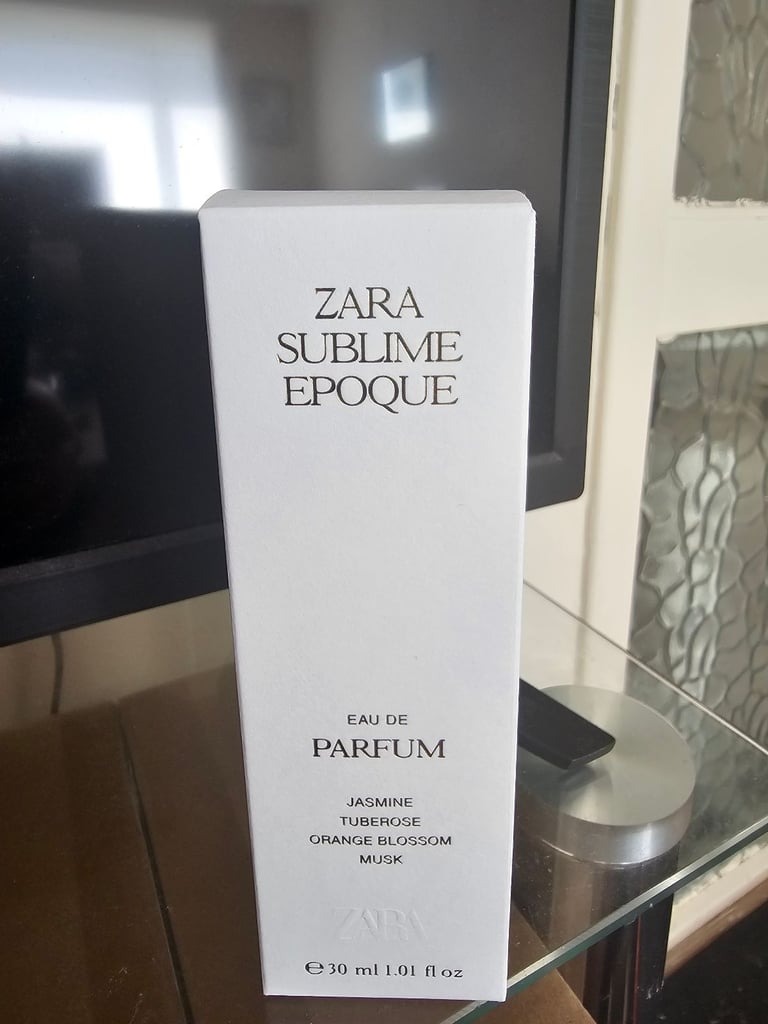 ZARA
SUBLIME
EPOQUE
EAU DE
PARFUM
JASMINE
TUBEROSE
ORANGE BLOSSOM
MUSK
ZARA
℮30 ml 1.01 fl oz